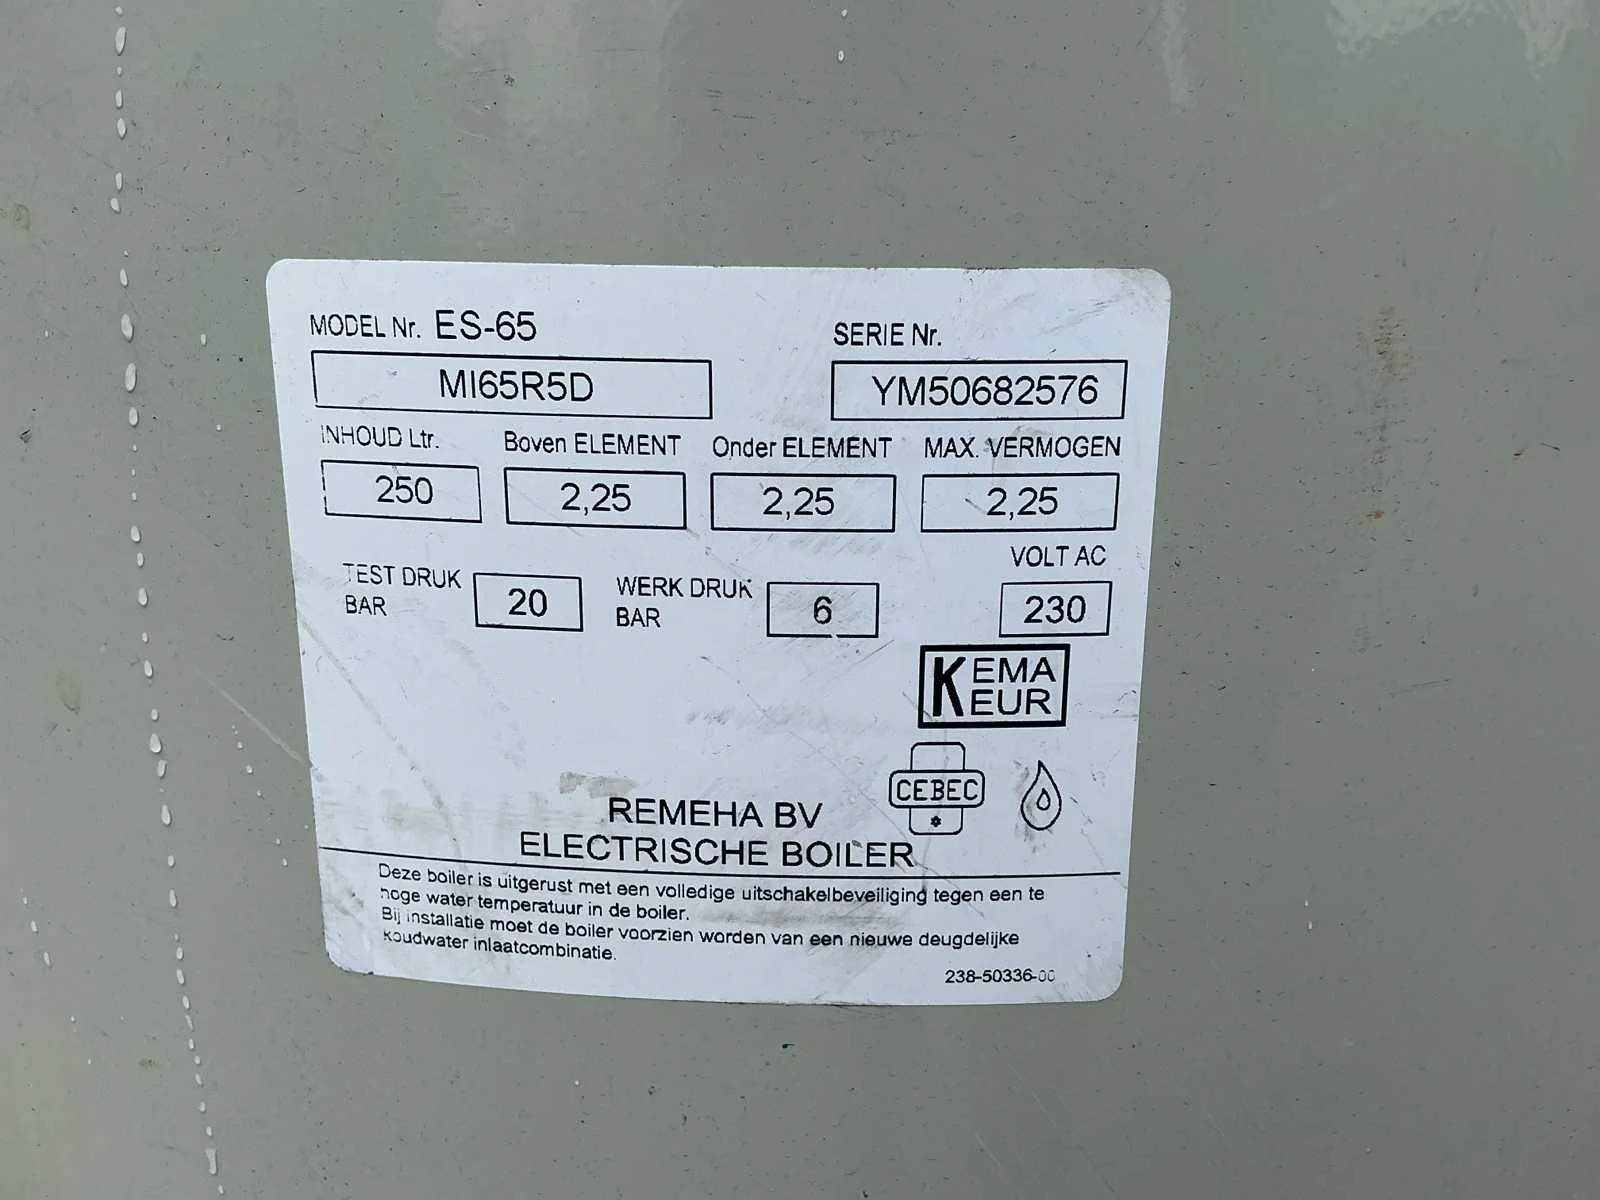 MODEL Nr. ES-65 SERIE Nr.
MI65R5D YM50682576
INHOUD Ltr. Boven ELEMENT Onder ELEMENT MAX. VERMOGEN
250 2,25 2,25 2,25
VOLT AC
TEST DRUK WERK DRUK
BAR 20 BAR 6 230
KEMA
KEUR
CEBEC
REMEHA BV
ELECTRISCHE BOILER
Deze boiler is uitgerust met een volledige uitschakelbeveiliging tegen een te
hoge water temperatuur in de boiler.
Bij installatie moet de boiler voorzien worden van een nieuwe deugdelijke
koudwater inlaatcombinatie.
238-50336-00